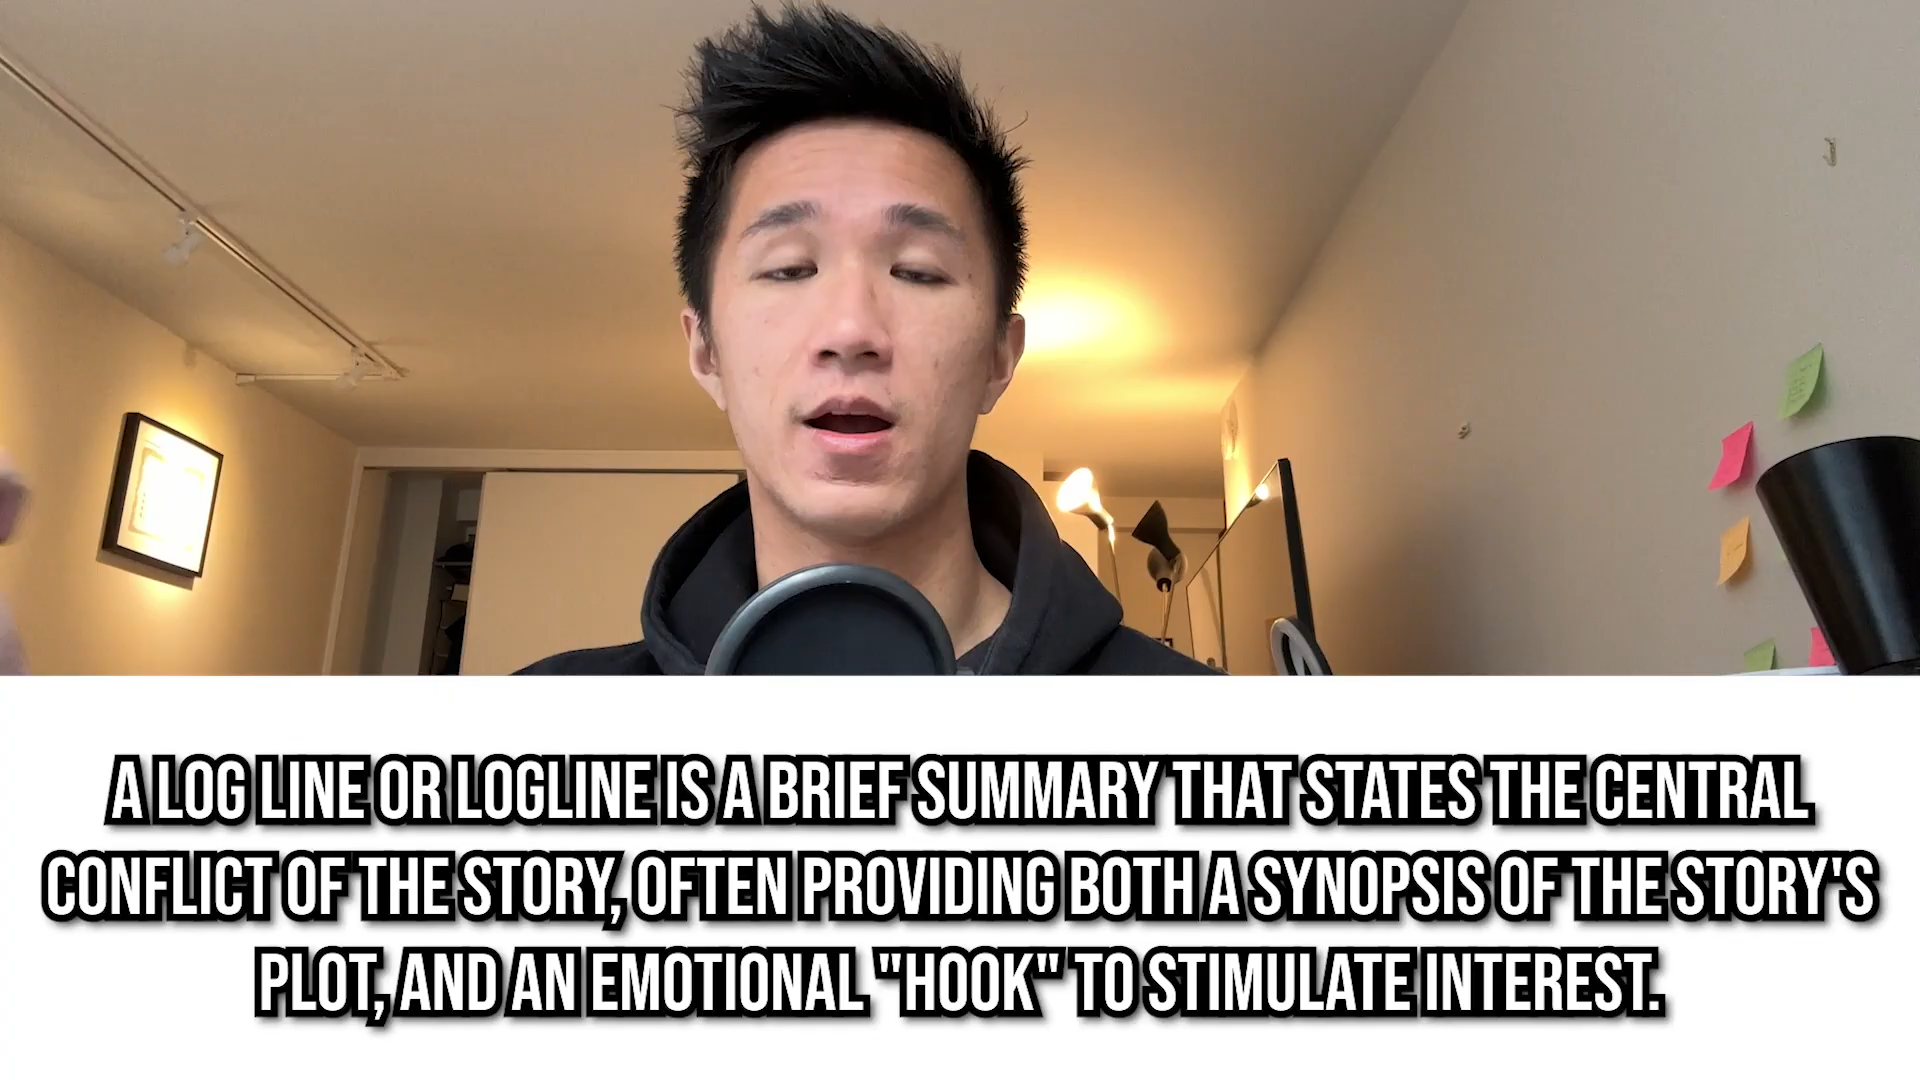 A LOG LINE OR LOGLINE IS A BRIEF SUMMARY THAT STATES THE CENTRAL
CONFLICT OF THE STORY, OFTEN PROVIDING BOTH A SYNOPSIS OF THE STORY'S
PLOT, AND AN EMOTIONAL "HOOK" TO STIMULATE INTEREST.